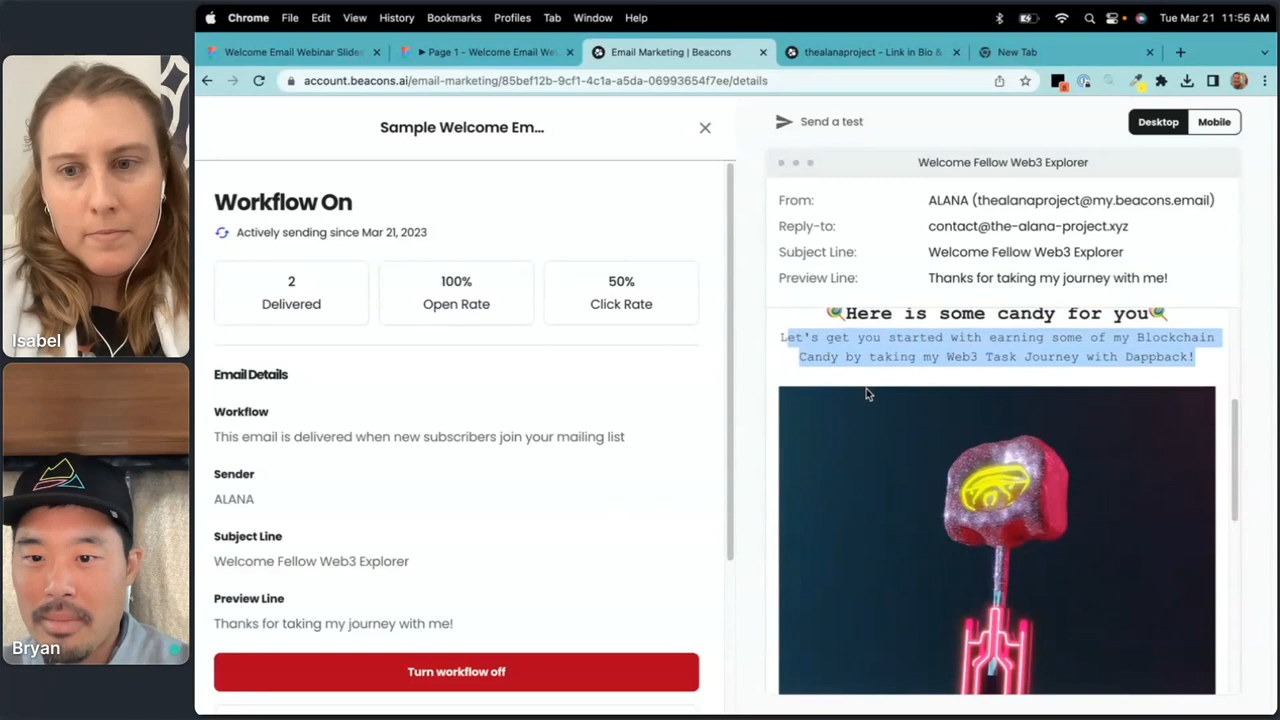 Chrome File Edit View History Bookmarks Profiles Tab Window Help Tue Mar 21 11:56 AM
Welcome Email Webinar Slides Page 1 - Welcome Email We Email Marketing | Beacons thealanaproject - Link in Bio & New Tab
account.beacons.ai/email-marketing/85bef12b-9cf1-4c1a-a5da-06993654f7ee/details
Sample Welcome Em...
Workflow On
Actively sending since Mar 21, 2023
2
Delivered
100%
Open Rate
50%
Click Rate
Email Details
Workflow
This email is delivered when new subscribers join your mailing list
Sender
ALANA
Subject Line
Welcome Fellow Web3 Explorer
Preview Line
Thanks for taking my journey with me!
Turn workflow off
Send a test
Desktop Mobile
Welcome Fellow Web3 Explorer
From: ALANA (thealanaproject@my.beacons.email)
Reply-to: contact@the-alana-project.xyz
Subject Line: Welcome Fellow Web3 Explorer
Preview Line: Thanks for taking my journey with me!
🍭Here is some candy for you🍭
Let's get you started with earning some of my Blockchain
Candy by taking my Web3 Task Journey with Dappback!
Isabel
Bryan